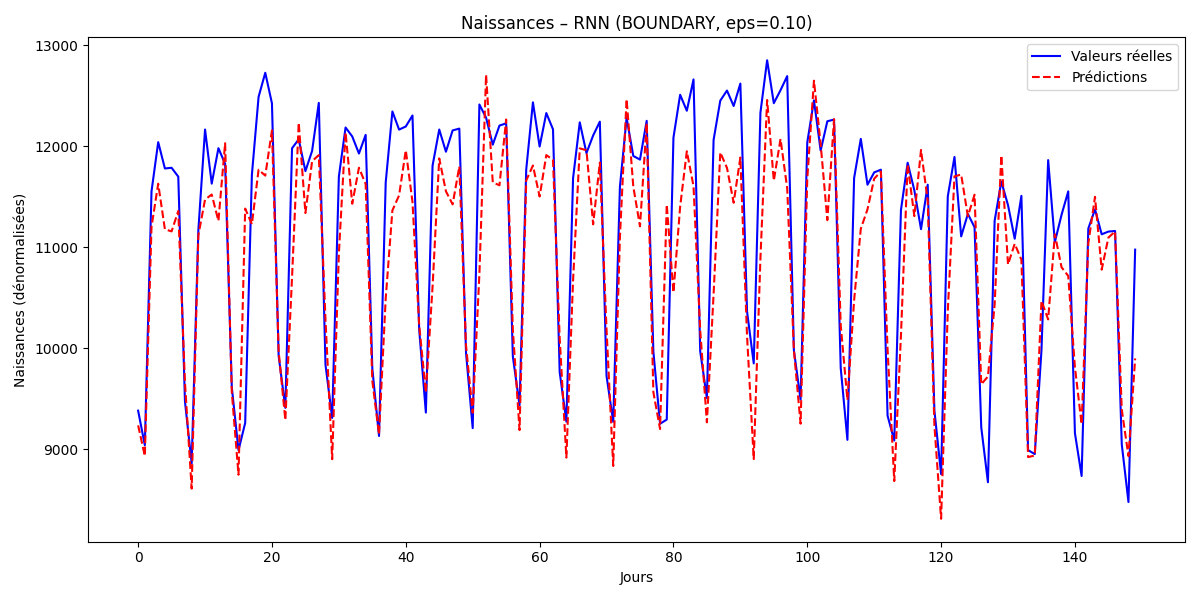 Naissances – RNN (BOUNDARY, eps=0.10)
Valeurs réelles
Prédictions
Naissances (dénormalisées)
13000
12000
11000
10000
9000
0 20 40 60 80 100 120 140
Jours